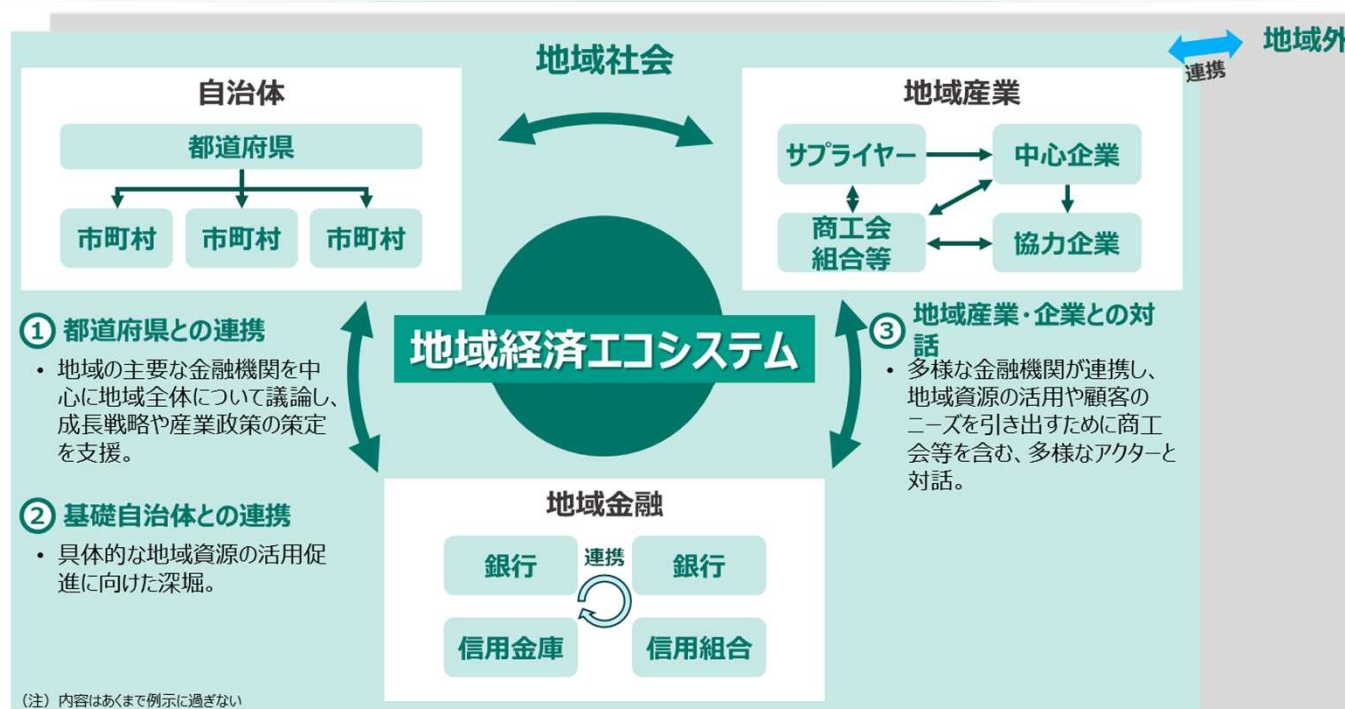 地域社会
地域外
連携
自治体
都道府県
市町村
市町村
市町村
地域産業
サプライヤー
中心企業
商工会
組合等
協力企業
地域経済エコシステム
① 都道府県との連携
• 地域の主要な金融機関を中
心に地域全体について議論し、
成長戦略や産業政策の策定
を支援。
② 基礎自治体との連携
• 具体的な地域資源の活用促
進に向けた深堀。
③ 地域産業・企業との対
話
• 多様な金融機関が連携し、
地域資源の活用や顧客の
ニーズを引き出すために商工
会等を含む、多様なアクターと
対話。
地域金融
銀行
連携
銀行
信用金庫
信用組合
（注）内容はあくまで例示に過ぎない